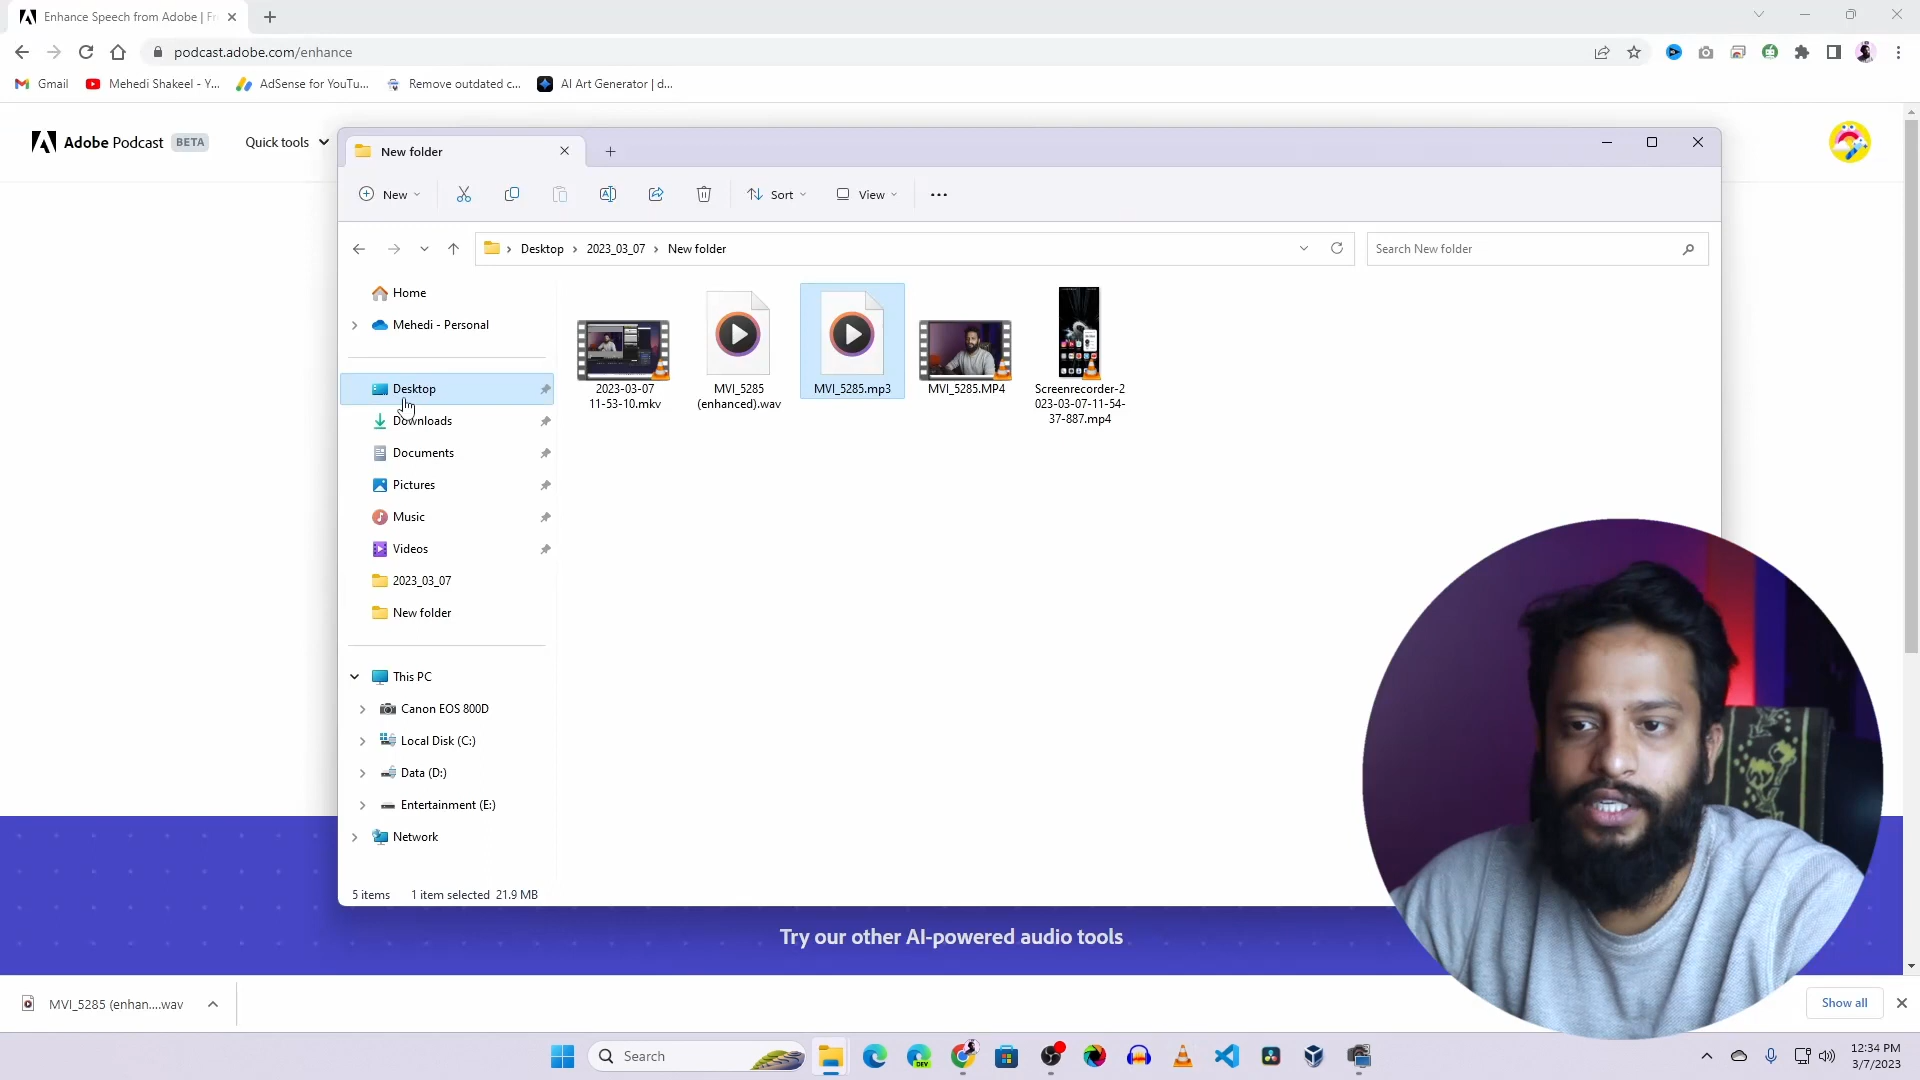 Enhance Speech from Adobe | Fr
podcast.adobe.com/enhance
Gmail
Mehedi Shakeel - Y...
AdSense for YouTu...
Remove outdated c...
AI Art Generator | d...
Adobe Podcast BETA
Quick tools
New folder
New
Sort
View
Desktop
2023_03_07
New folder
Search New folder
Home
Mehedi - Personal
Desktop
Downloads
Documents
Pictures
Music
Videos
2023_03_07
New folder
This PC
Canon EOS 800D
Local Disk (C:)
Data (D:)
Entertainment (E:)
Network
2023-03-07
11-53-10.mkv
MVI_5285
(enhanced).wav
MVI_5285.mp3
MVI_5285.MP4
Screenrecorder-2
023-03-07-11-54-
37-887.mp4
5 items
1 item selected 21.9 MB
Try our other AI-powered audio tools
MVI_5285 (enhan....wav
Show all
Search
DEV
12:34 PM
3/7/2023